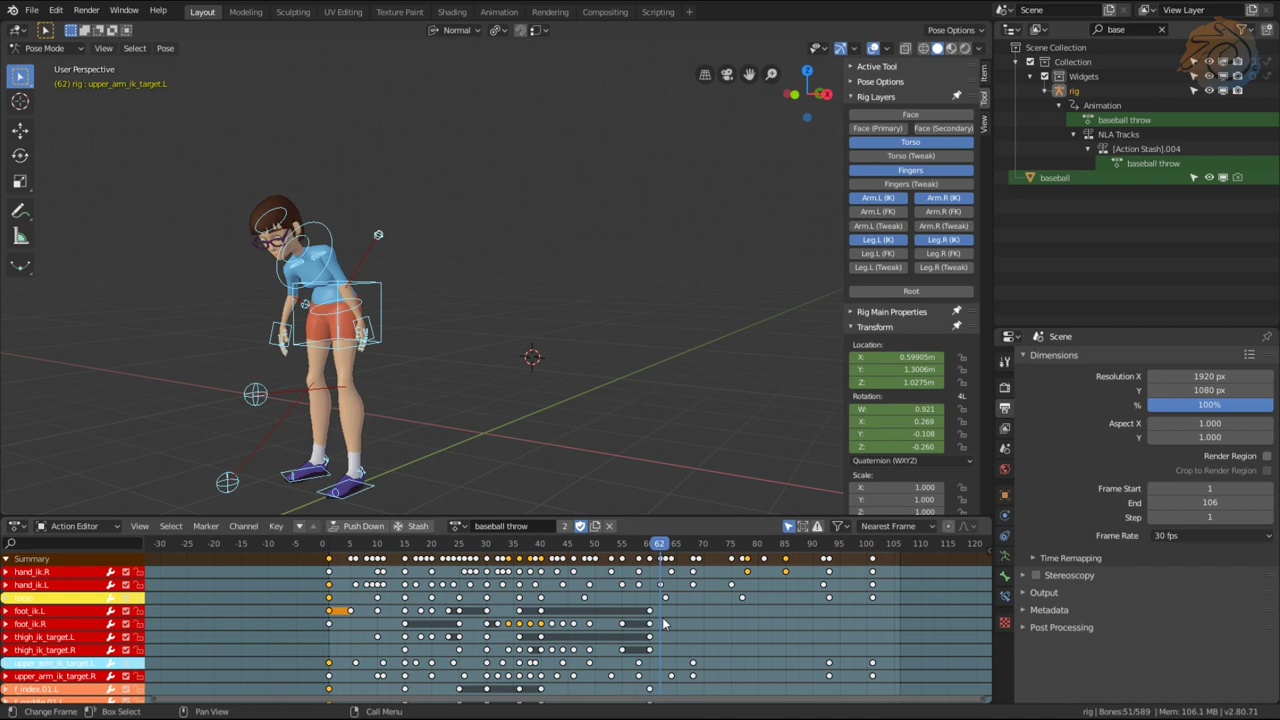 File Edit Render Window Help Layout Modeling Sculpting UV Editing Texture Paint Shading Animation Rendering Compositing Scripting + Scene View Layer
Normal Pose Options base
Pose Mode View Select Pose
User Perspective
(62) rig : upper_arm_ik_target.L
Active Tool
Pose Options
Rig Layers
Face
Face (Primary) Face (Secondary)
Torso
Torso (Tweak)
Fingers
Fingers (Tweak)
Arm.L (IK) Arm.R (IK)
Arm.L (FK) Arm.R (FK)
Arm.L (Tweak) Arm.R (Tweak)
Leg.L (IK) Leg.R (IK)
Leg.L (FK) Leg.R (FK)
Leg.L (Tweak) Leg.R (Tweak)
Root
Rig Main Properties
Transform
Location:
X: 0.59905m
Y: 1.3006m
Z: 1.0275m
Rotation: 4L
W: 0.921
X: 0.269
Y: -0.108
Z: -0.260
Quaternion (WXYZ)
Scale:
X: 1.000
Y: 1.000
Z: 1.000
Item
Tool
View
Z
X
Scene Collection
Collection
Widgets
rig
Animation
baseball throw
NLA Tracks
[Action Stash].004
baseball throw
baseball
Scene
Dimensions
Resolution X 1920 px
Y 1080 px
% 100%
Aspect X 1.000
Y 1.000
Render Region
Crop to Render Region
Frame Start 1
End 106
Step 1
Frame Rate 30 fps
Time Remapping
Stereoscopy
Output
Metadata
Post Processing
Action Editor View Select Marker Channel Key Push Down Stash baseball throw 2 Nearest Frame
-30 -25 -20 -15 -10 -5 0 5 10 15 20 25 30 35 40 45 50 55 62 65 70 75 80 85 90 95 100 105 110 115 120
Summary
hand_ik.R
hand_ik.L
torso
foot_ik.L
foot_ik.R
thigh_ik_target.L
thigh_ik_target.R
upper_arm_ik_target.L
upper_arm_ik_target.R
f_index.01.L
f_middle.01.L
Change Frame Box Select Pan View Call Menu rig | Bones:51/589 | Mem: 106.1 MB | v2.80.71